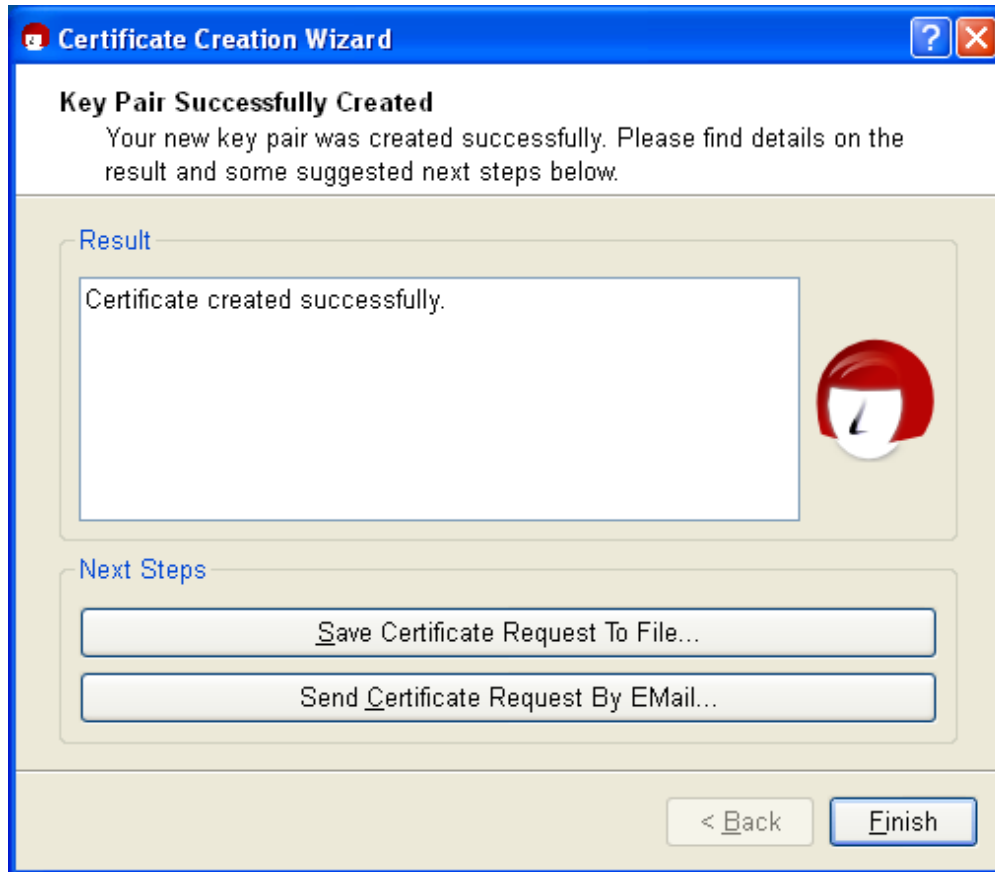 Certificate Creation Wizard
Key Pair Successfully Created
Your new key pair was created successfully. Please find details on the
result and some suggested next steps below.
Result
Certificate created successfully.
Next Steps
Save Certificate Request To File...
Send Certificate Request By EMail...
< Back
Finish